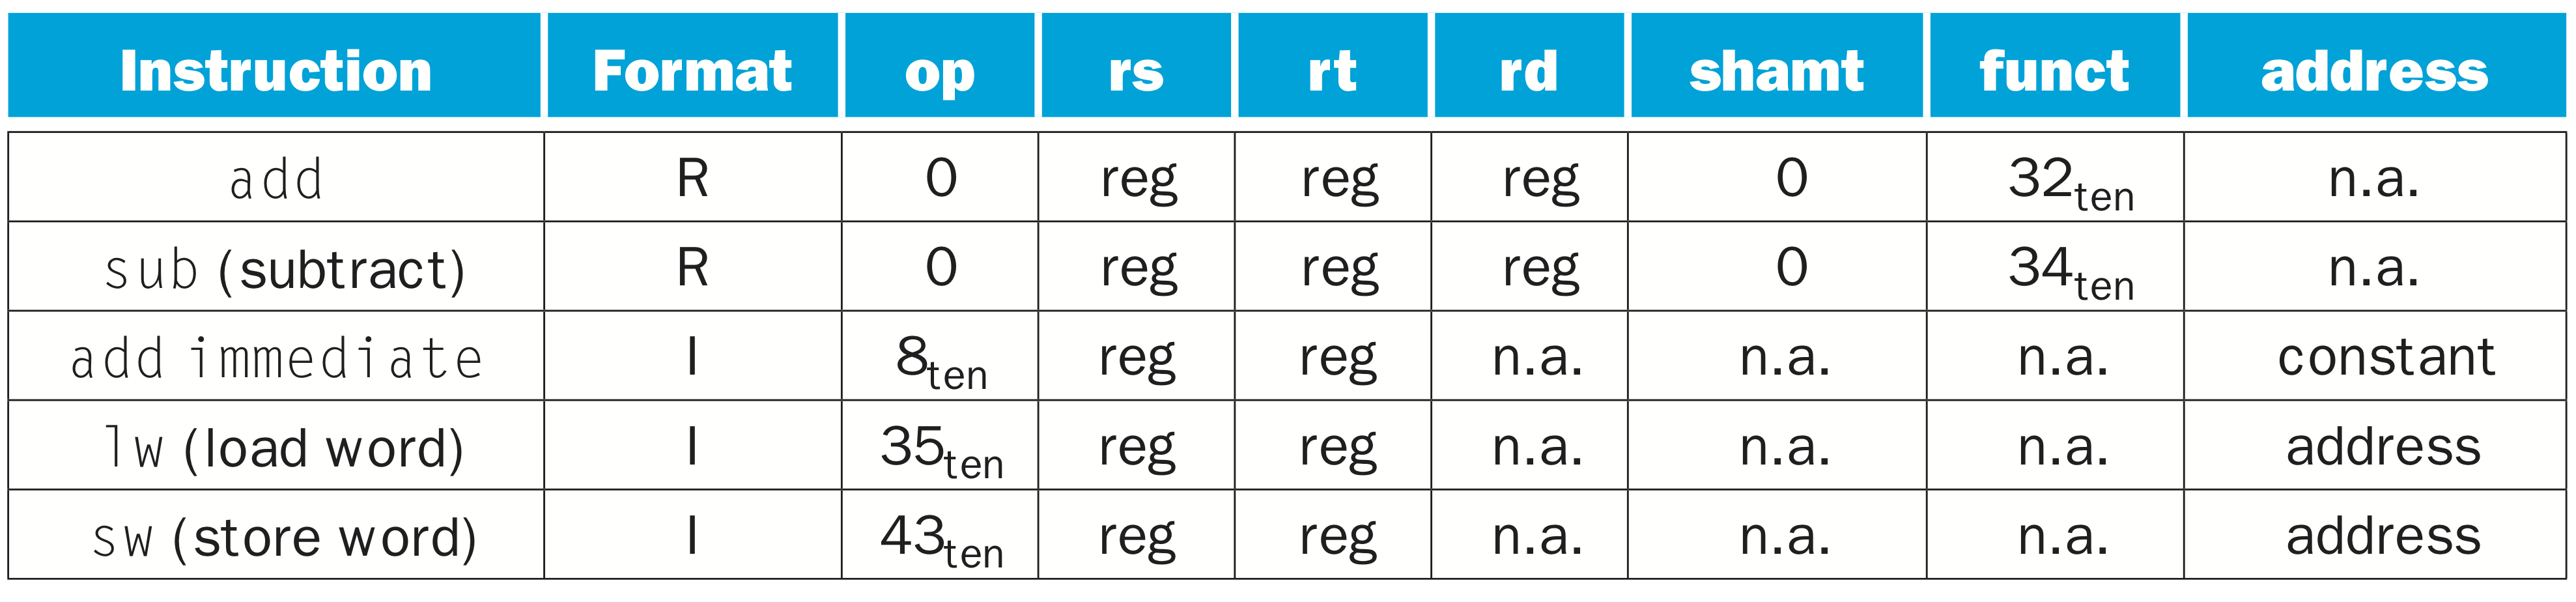 Instruction Format op rs rt rd shamt funct address
add R 0 reg reg reg 0 32ten n.a.
sub (subtract) R 0 reg reg reg 0 34ten n.a.
add immediate I 8ten reg reg n.a. n.a. n.a. constant
lw (load word) I 35ten reg reg n.a. n.a. n.a. address
sw (store word) I 43ten reg reg n.a. n.a. n.a. address